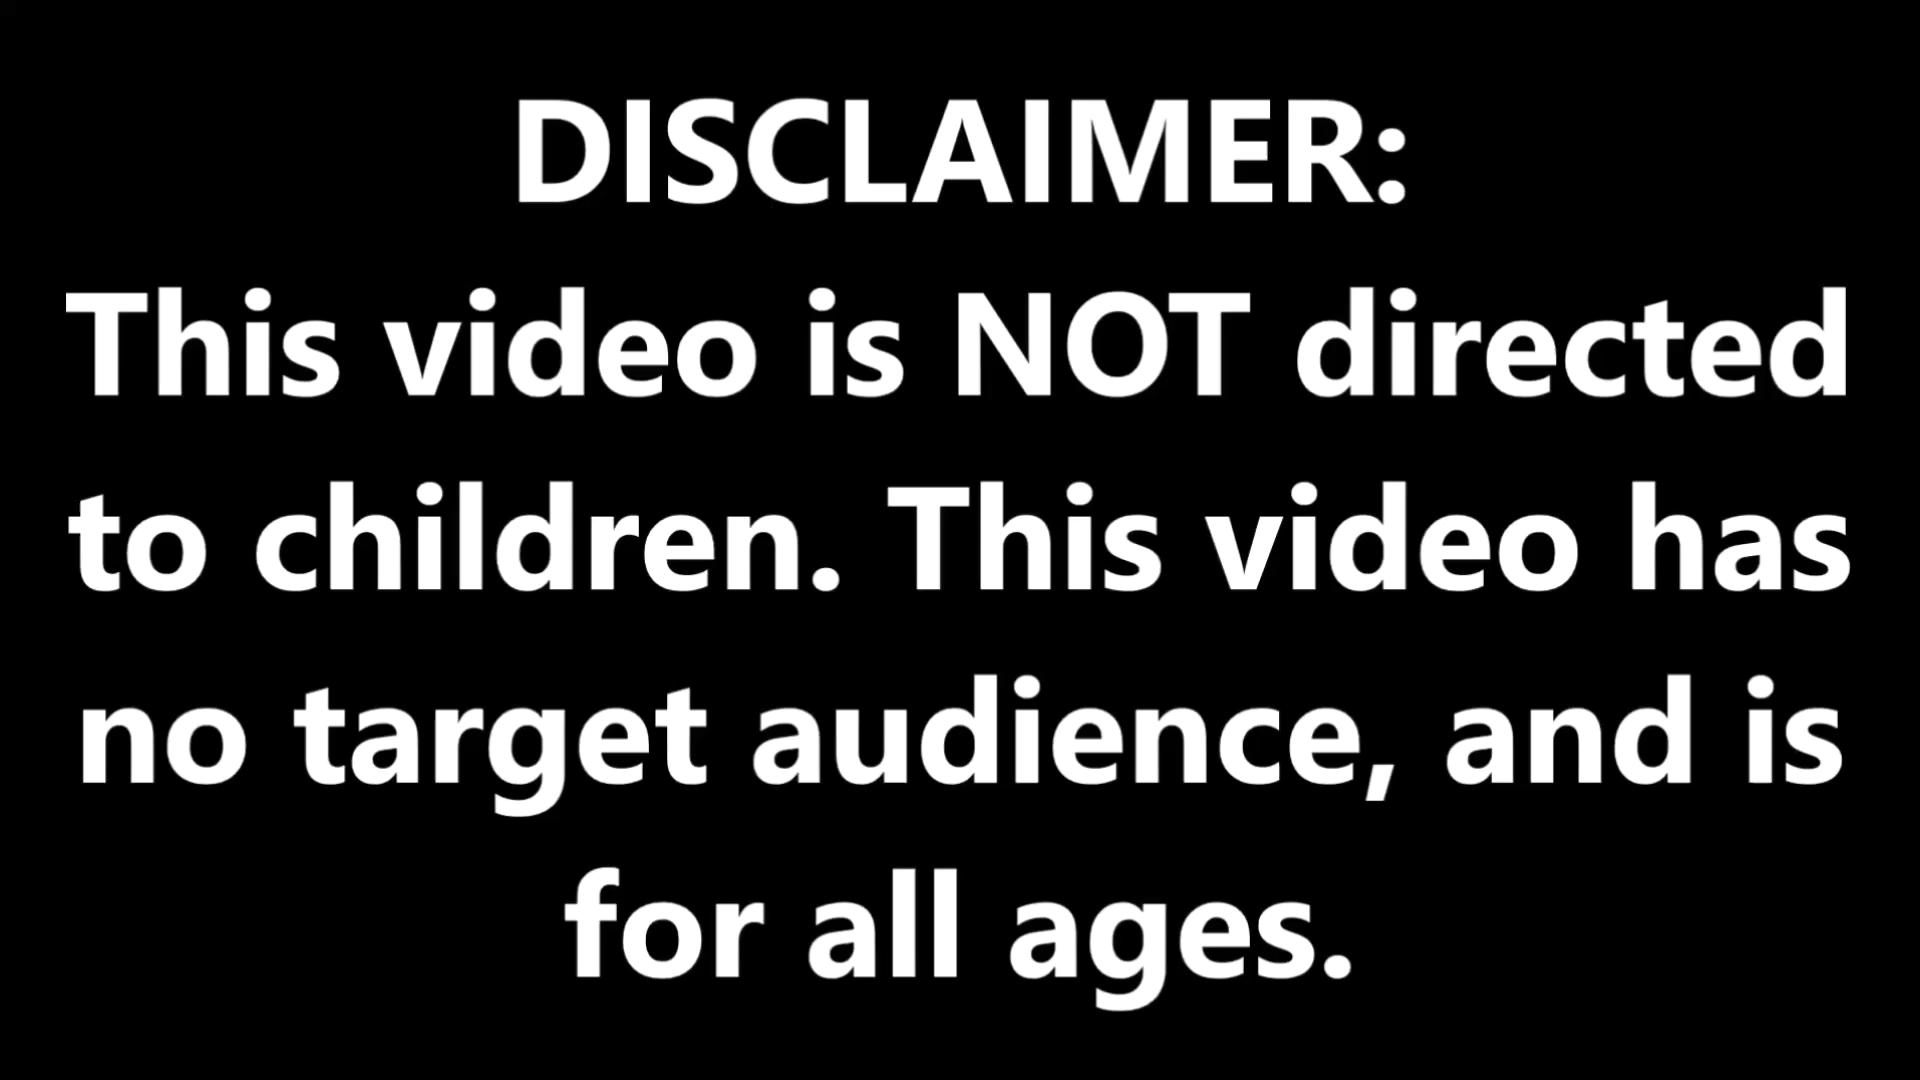 DISCLAIMER:
This video is NOT directed
to children. This video has
no target audience, and is
for all ages.